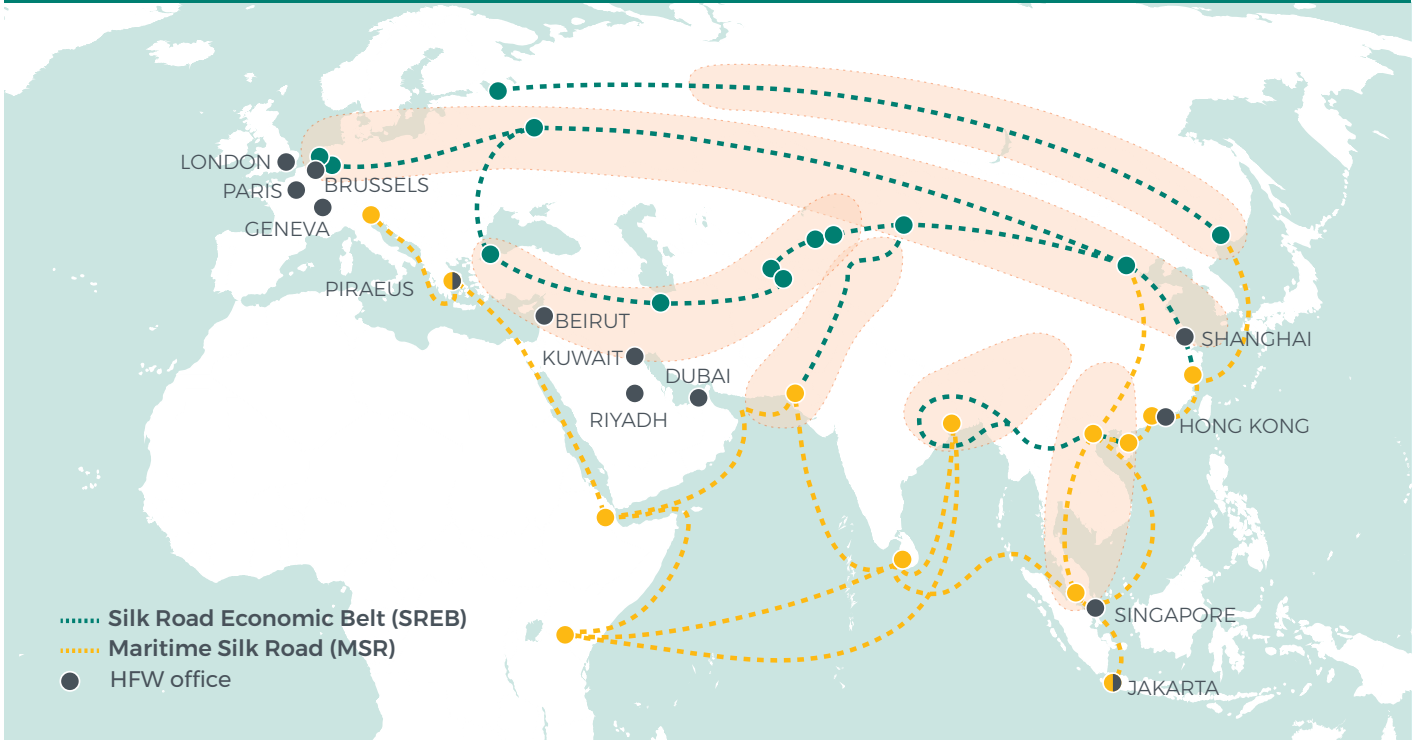 LONDON
PARIS
BRUSSELS
GENEVA
PIRAEUS
BEIRUT
KUWAIT
DUBAI
RIYADH
SHANGHAI
HONG KONG
SINGAPORE
JAKARTA
Silk Road Economic Belt (SREB)
Maritime Silk Road (MSR)
HFW office